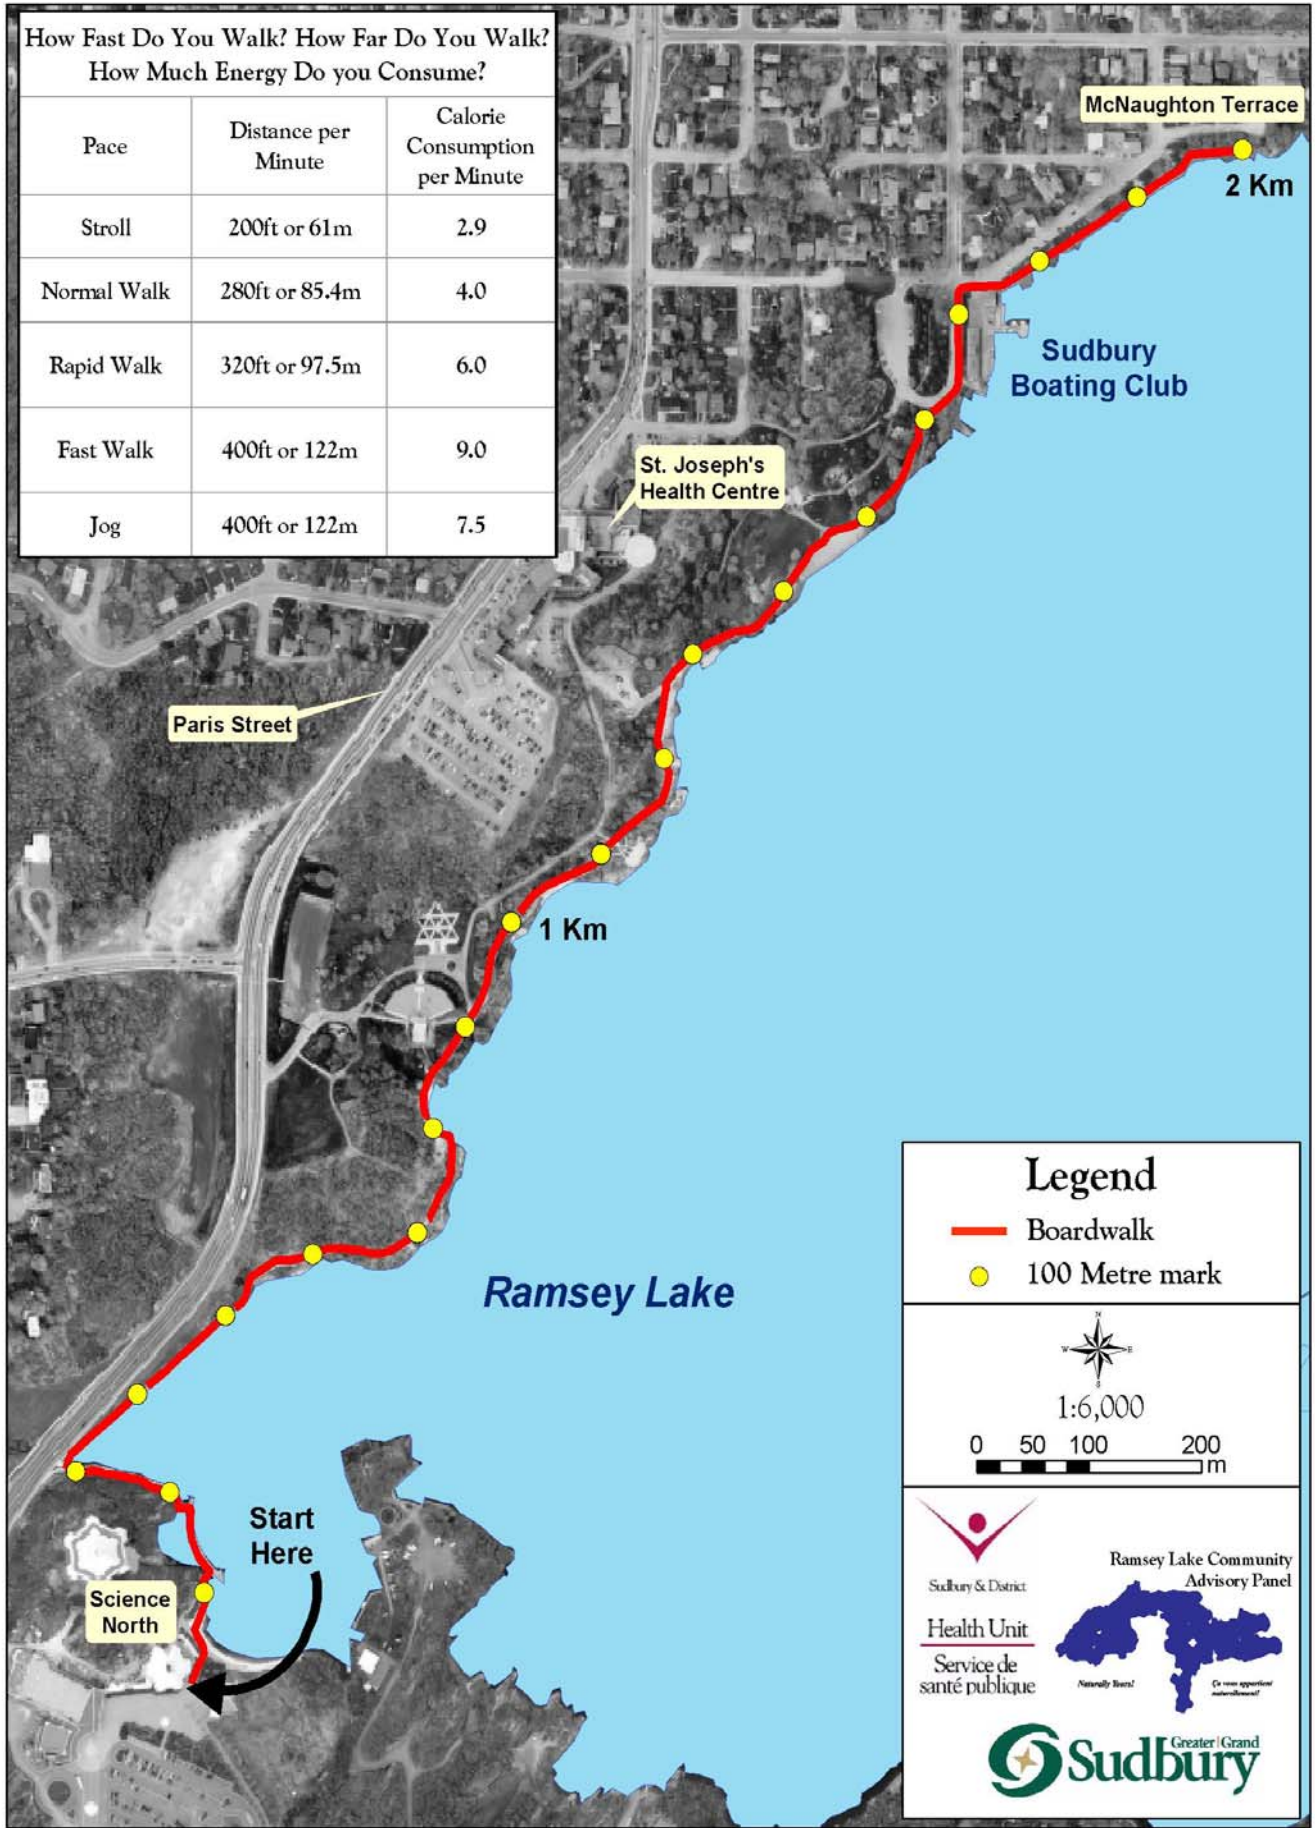 How Fast Do You Walk? How Far Do You Walk?
How Much Energy Do you Consume?
Pace
Distance per
Minute
Calorie
Consumption
per Minute
Stroll
200ft or 61m
2.9
Normal Walk
280ft or 85.4m
4.0
Rapid Walk
320ft or 97.5m
6.0
Fast Walk
400ft or 122m
9.0
Jog
400ft or 122m
7.5
McNaughton Terrace
2 Km
Sudbury
Boating Club
St. Joseph's
Health Centre
Paris Street
1 Km
Ramsey Lake
Start
Here
Science
North
Legend
Boardwalk
100 Metre mark
N
W
E
S
1:6,000
0 50 100 200
m
Sudbury & District
Health Unit
Service de
santé publique
Ramsey Lake Community
Advisory Panel
Naturally Yours!
Ça vous appartient
naturellement!
Greater|Grand
Sudbury